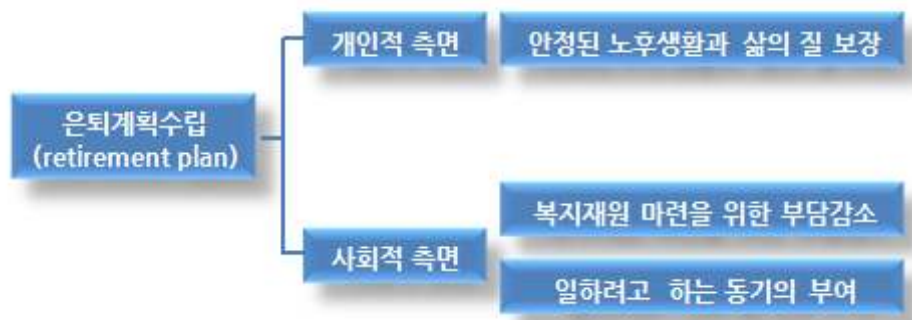 은퇴계획수립
(retirement plan)
개인적 측면
안정된 노후생활과 삶의 질 보장
사회적 측면
복지재원 마련을 위한 부담감소
일하려고 하는 동기의 부여